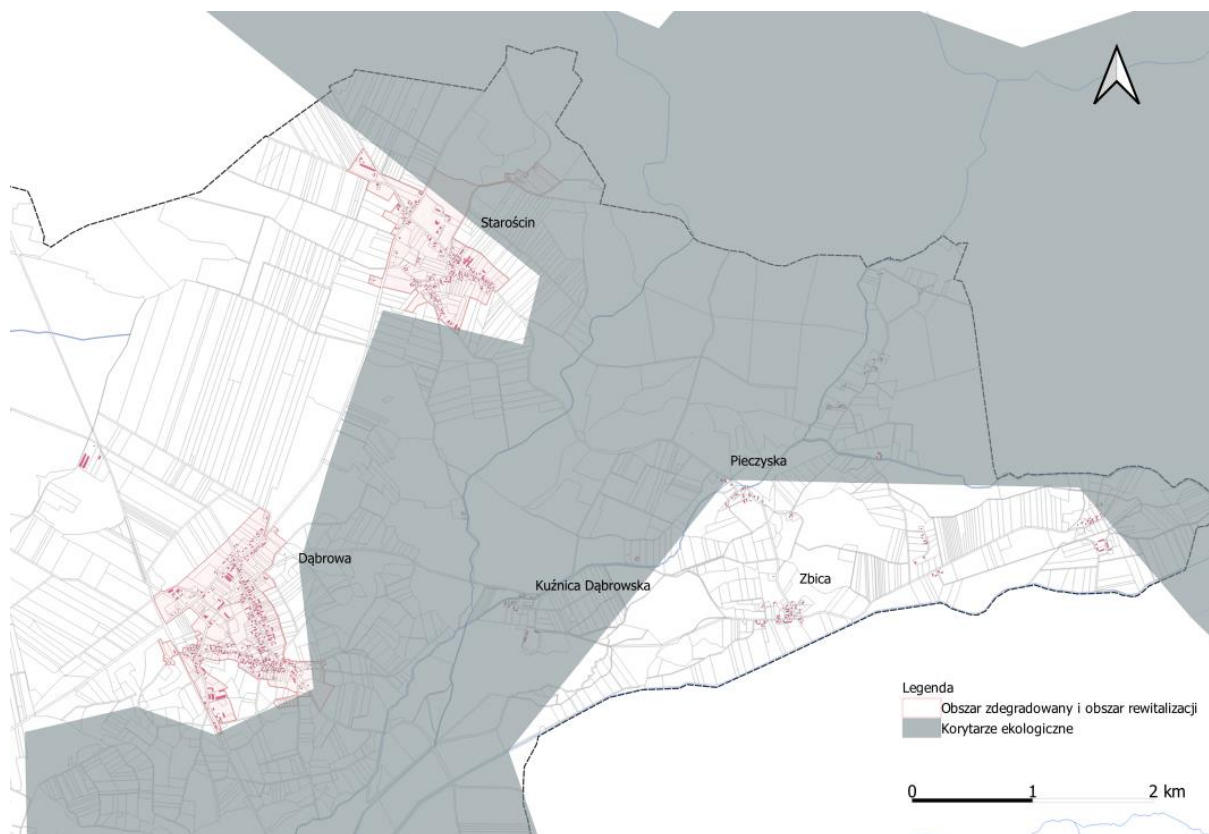 Starościn
Pieczyska
Dąbrowa
Kuźnica Dąbrowska
Zbica
Legenda
Obszar zdegradowany i obszar rewitalizacji
Korytarze ekologiczne
0 1 2 km